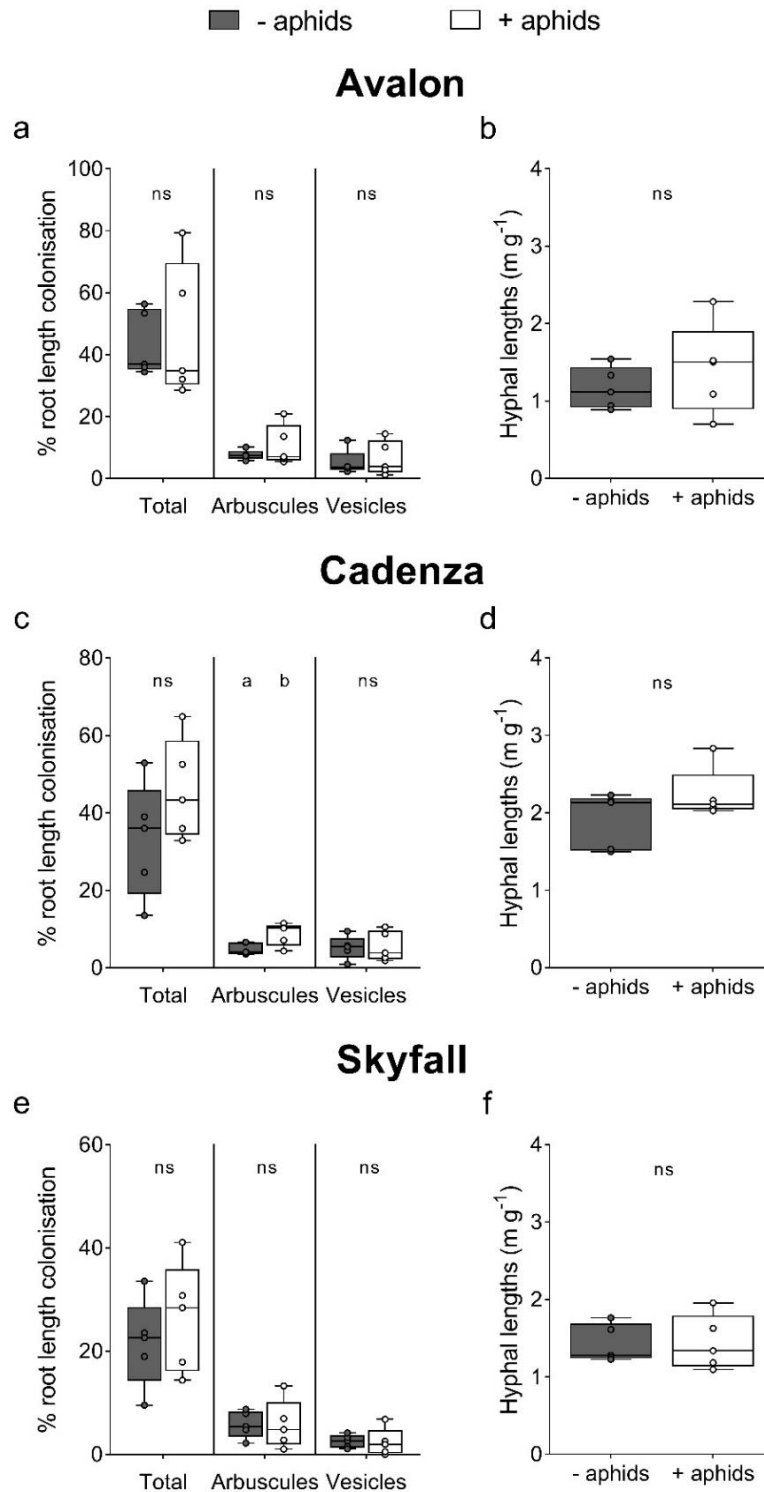 - aphids + aphids
Avalon
a b
100
80
60
40
20
0
% root length colonisation
ns ns ns
Total Arbuscules Vesicles
4
3
2
1
0
Hyphal lengths (m g⁻¹)
ns
- aphids + aphids
Cadenza
c d
80
60
40
20
0
% root length colonisation
ns a b ns
Total Arbuscules Vesicles
4
3
2
1
0
Hyphal lengths (m g⁻¹)
ns
- aphids + aphids
Skyfall
e f
60
40
20
0
% root length colonisation
ns ns ns
Total Arbuscules Vesicles
4
3
2
1
0
Hyphal lengths (m g⁻¹)
ns
- aphids + aphids